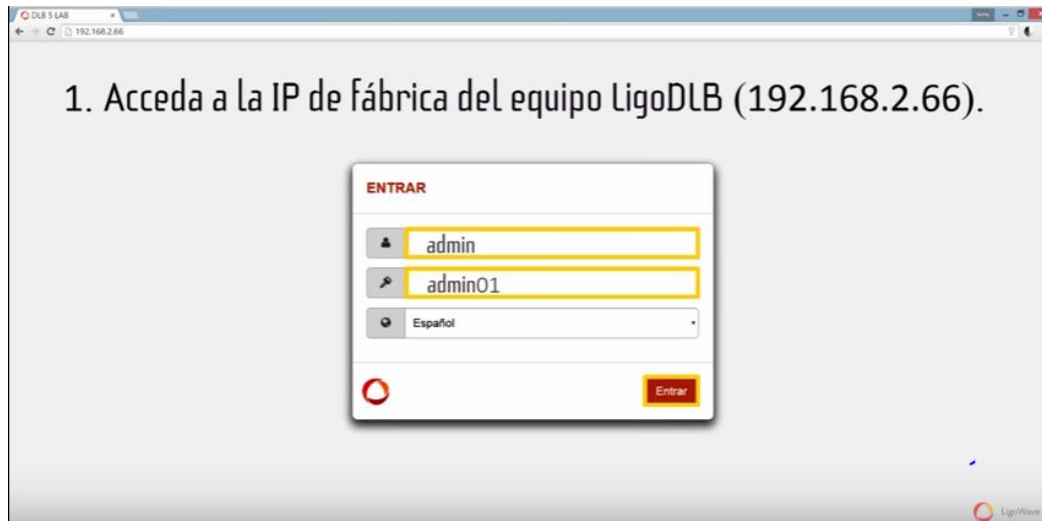 DLB 5 LAB
192.168.2.66
1. Acceda a la IP de fábrica del equipo LigoDLB (192.168.2.66).
ENTRAR
admin
admin01
Español
Entrar
LigoWave